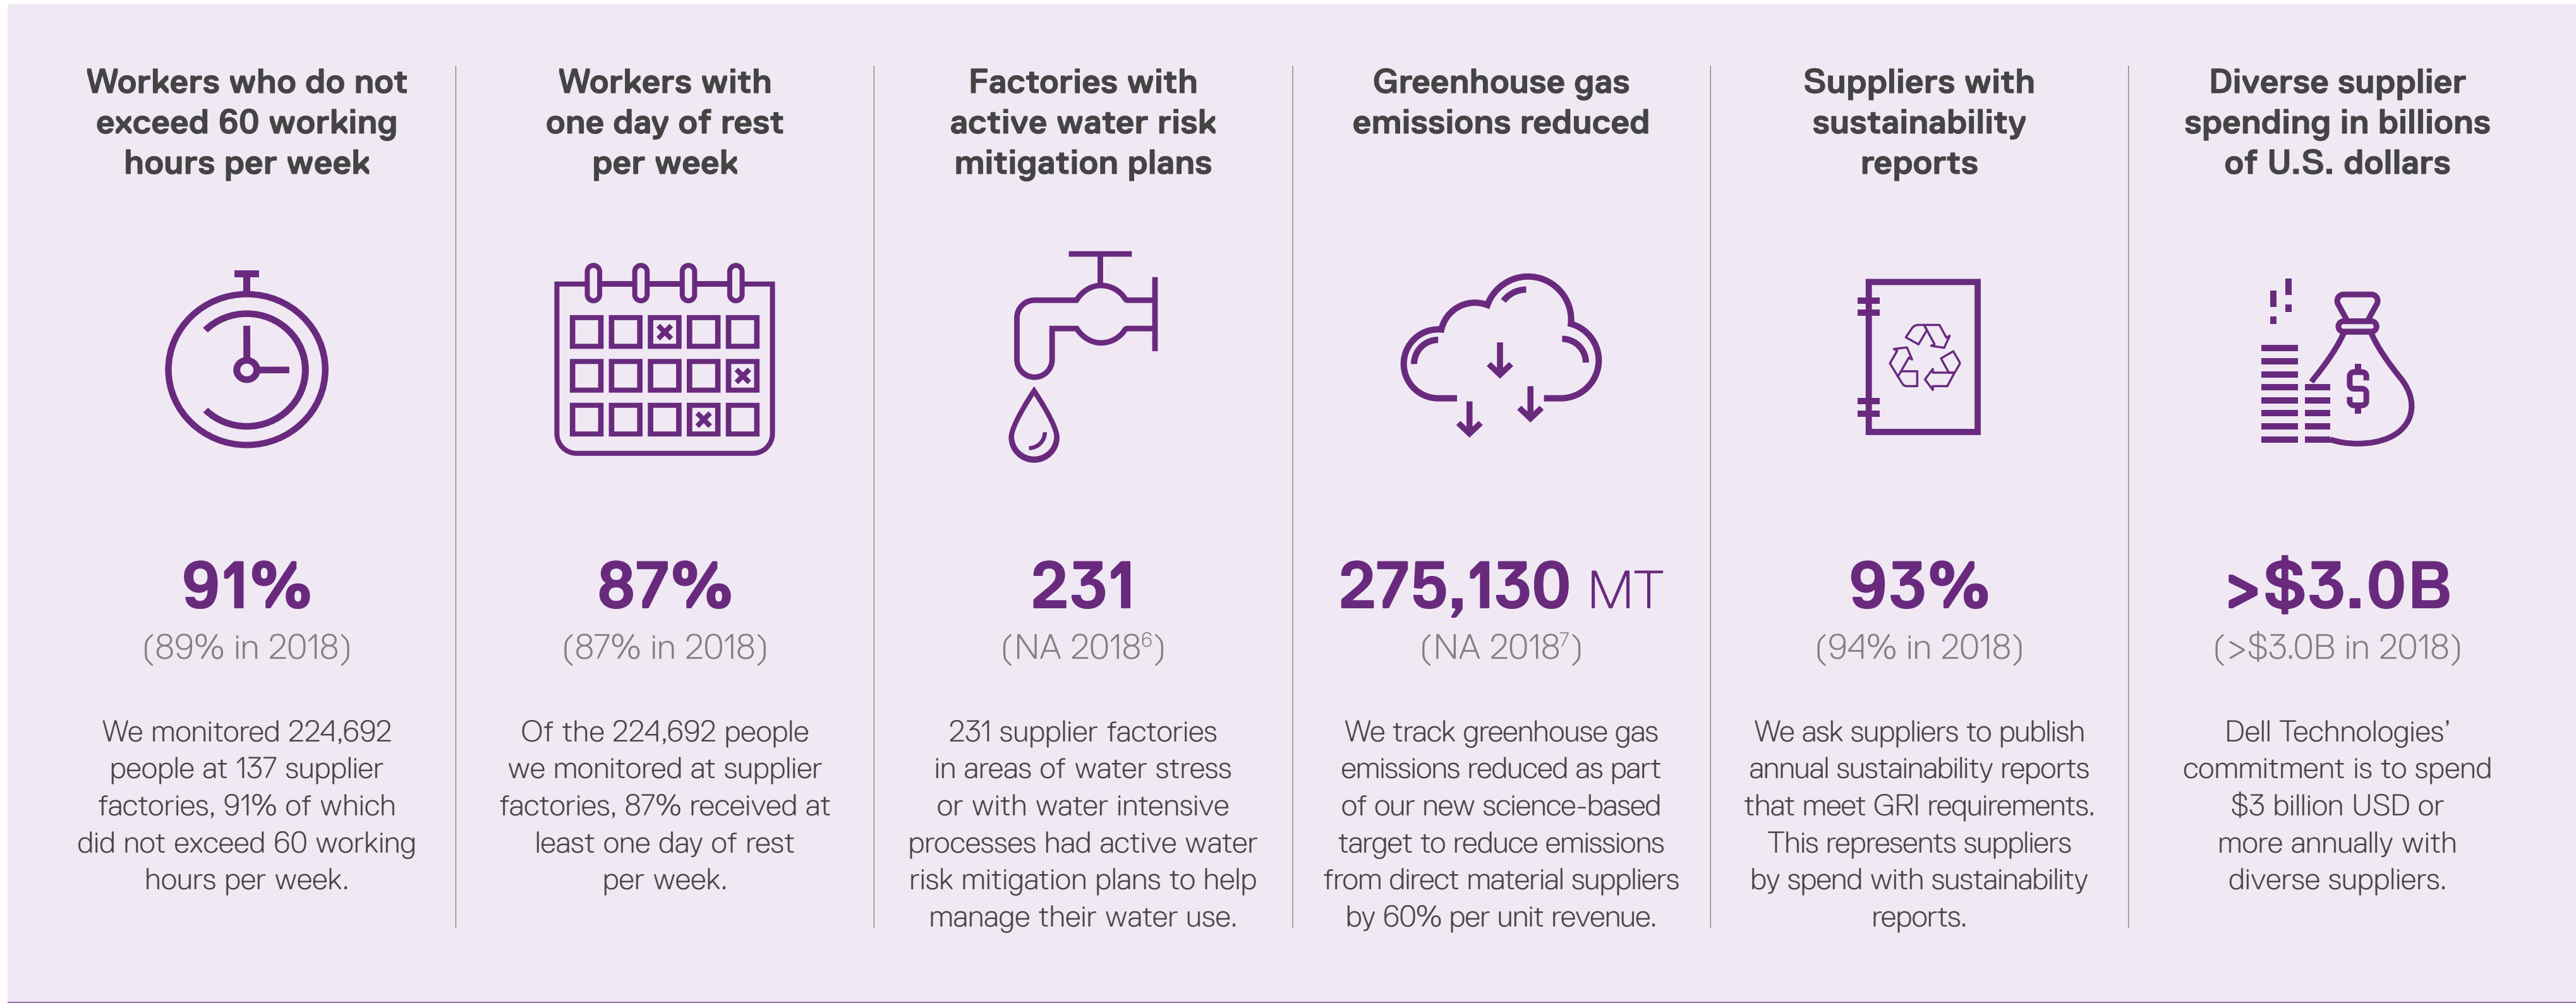 Workers who do not
exceed 60 working
hours per week
91%
(89% in 2018)
We monitored 224,692
people at 137 supplier
factories, 91% of which
did not exceed 60 working
hours per week.
Workers with
one day of rest
per week
87%
(87% in 2018)
Of the 224,692 people
we monitored at supplier
factories, 87% received at
least one day of rest
per week.
Factories with
active water risk
mitigation plans
231
(NA 2018⁶)
231 supplier factories
in areas of water stress
or with water intensive
processes had active water
risk mitigation plans to help
manage their water use.
Greenhouse gas
emissions reduced
275,130 MT
(NA 2018⁷)
We track greenhouse gas
emissions reduced as part
of our new science-based
target to reduce emissions
from direct material suppliers
by 60% per unit revenue.
Suppliers with
sustainability
reports
93%
(94% in 2018)
We ask suppliers to publish
annual sustainability reports
that meet GRI requirements.
This represents suppliers
by spend with sustainability
reports.
Diverse supplier
spending in billions
of U.S. dollars
$
>$3.0B
(>$3.0B in 2018)
Dell Technologies’
commitment is to spend
$3 billion USD or
more annually with
diverse suppliers.